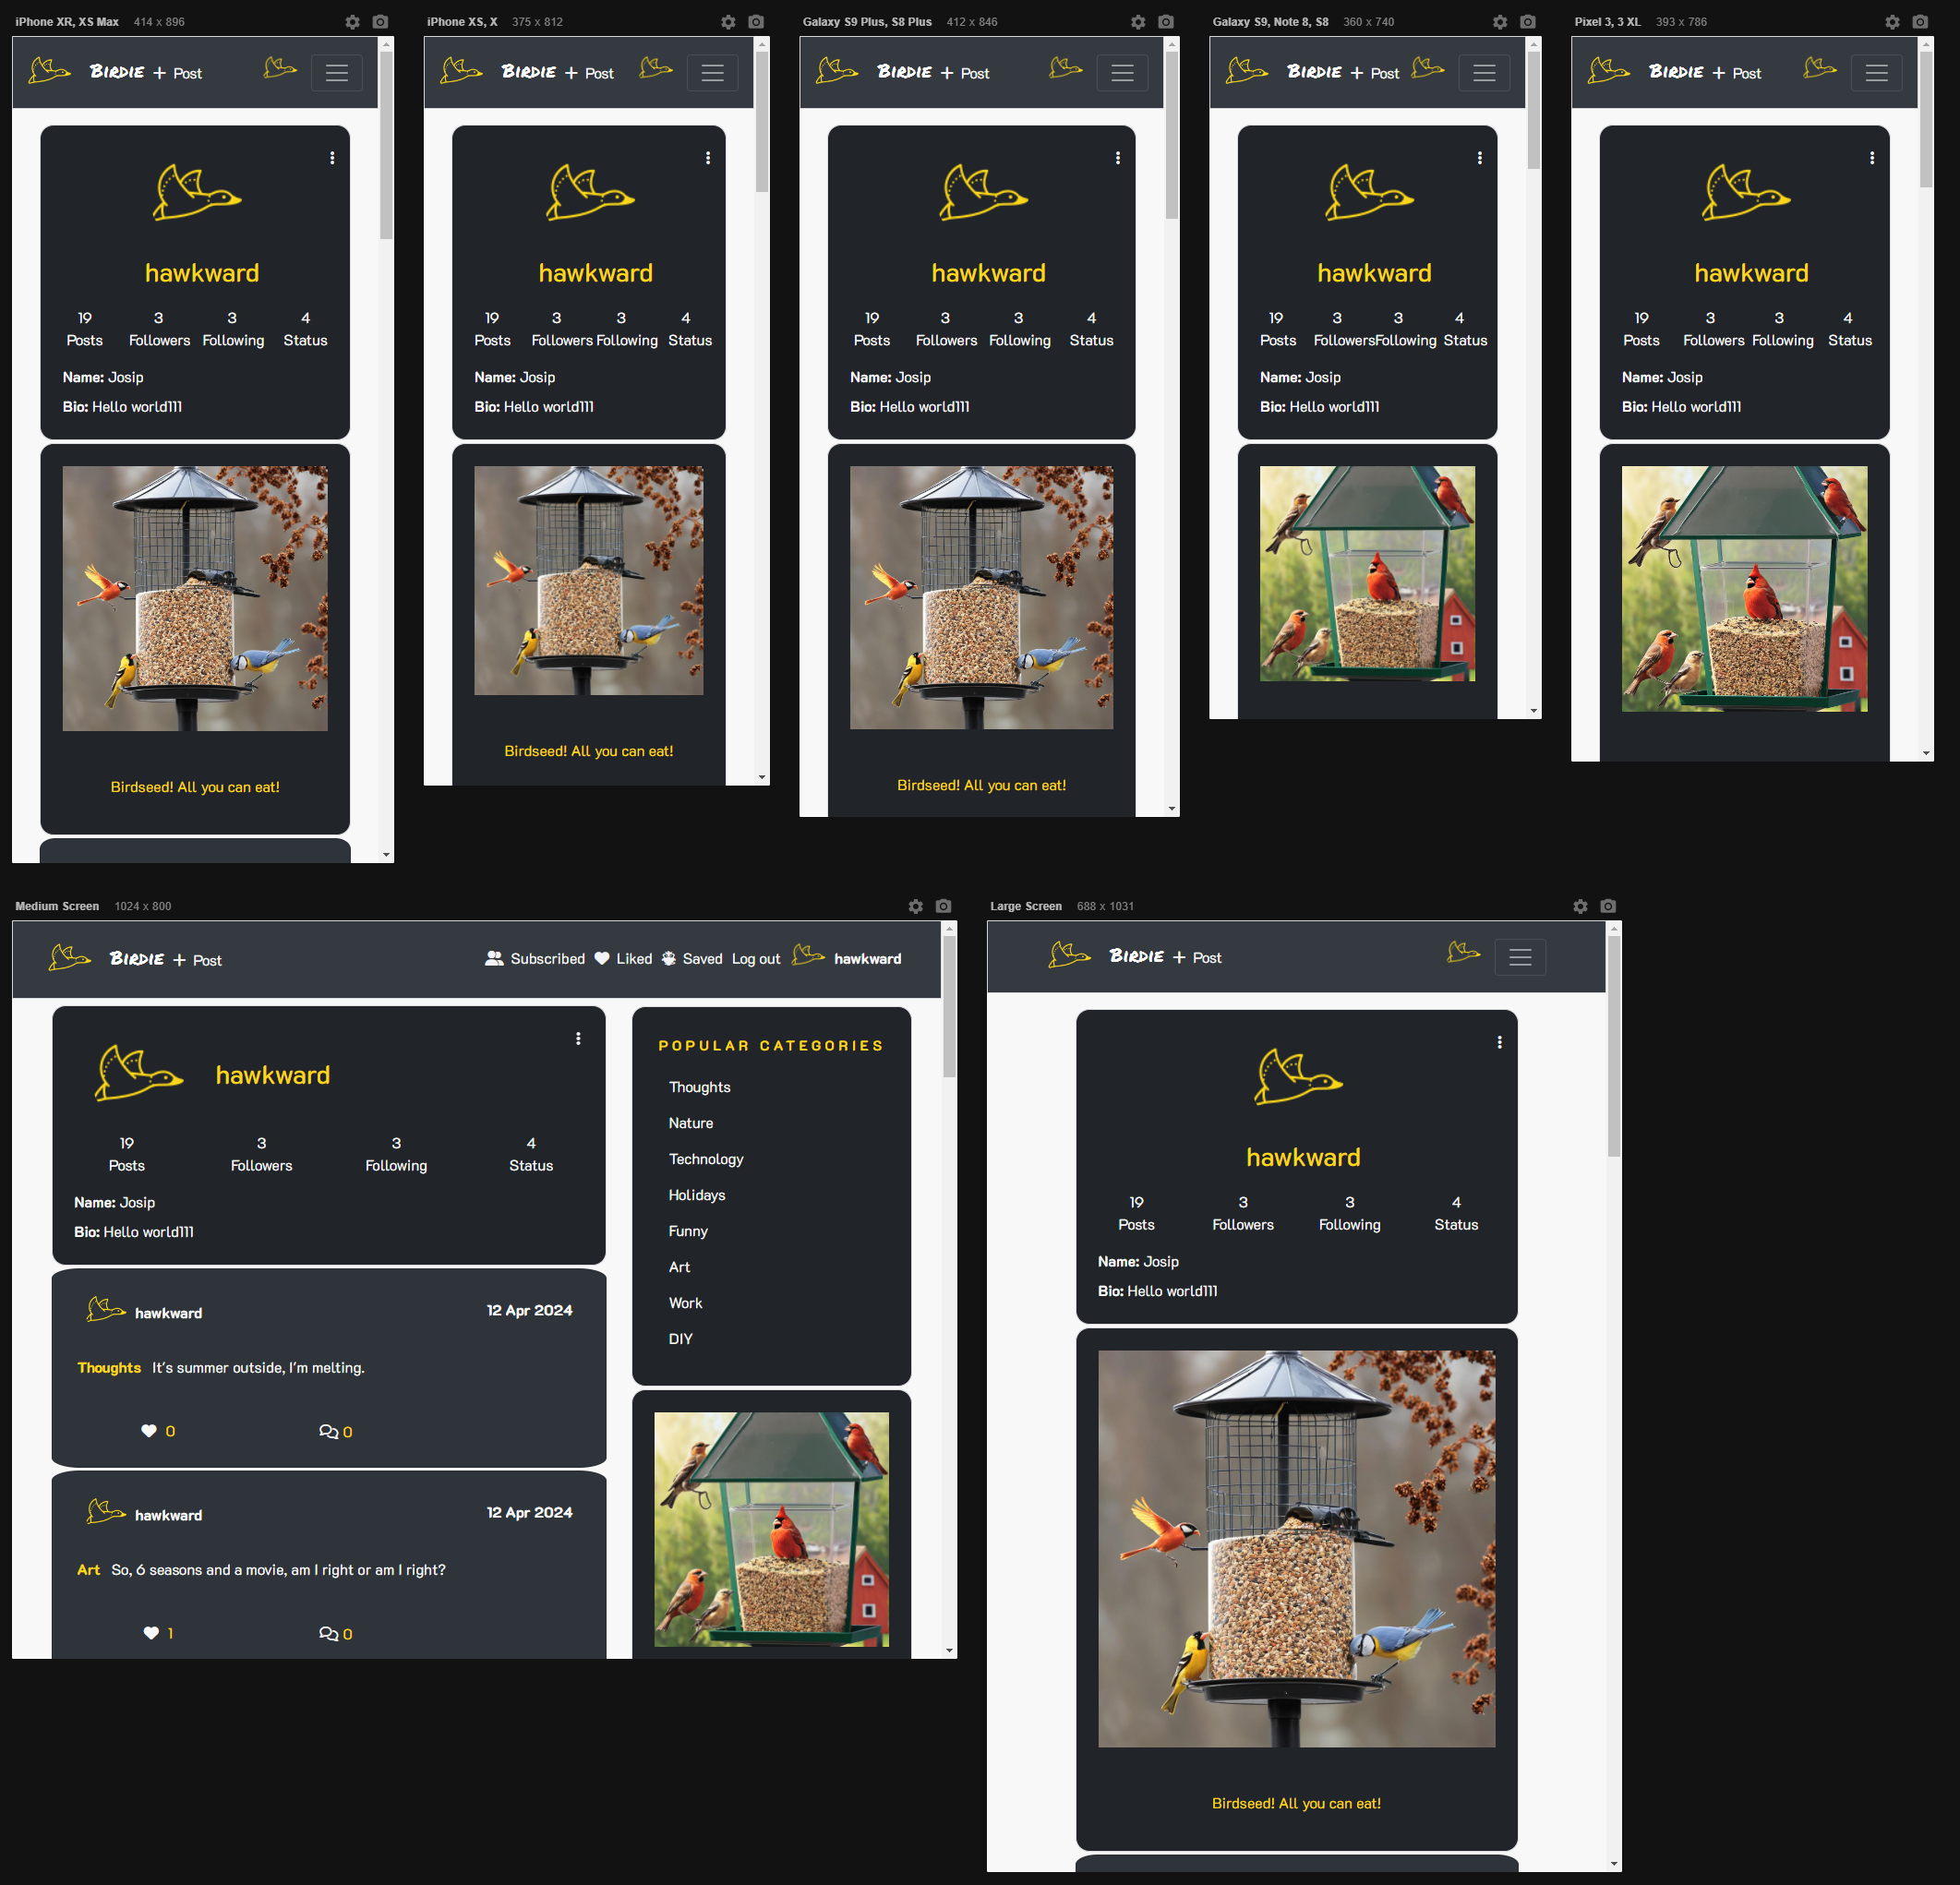 iPhone XR, XS Max 414 x 896
Birdie + Post
hawkward
19 3 3 4
Posts Followers Following Status
Name: Josip
Bio: Hello world111
Birdseed! All you can eat!
iPhone XS, X 375 x 812
Birdie + Post
hawkward
19 3 3 4
Posts Followers Following Status
Name: Josip
Bio: Hello world111
Birdseed! All you can eat!
Galaxy S9 Plus, S8 Plus 412 x 846
Birdie + Post
hawkward
19 3 3 4
Posts Followers Following Status
Name: Josip
Bio: Hello world111
Birdseed! All you can eat!
Galaxy S9, Note 8, S8 360 x 740
Birdie + Post
hawkward
19 3 3 4
Posts FollowersFollowing Status
Name: Josip
Bio: Hello world111
Pixel 3, 3 XL 393 x 786
Birdie + Post
hawkward
19 3 3 4
Posts Followers Following Status
Name: Josip
Bio: Hello world111
Medium Screen 1024 x 800
Birdie + Post Subscribed Liked Saved Log out hawkward
hawkward
19 3 3 4
Posts Followers Following Status
Name: Josip
Bio: Hello world111
hawkward 12 Apr 2024
Thoughts It's summer outside, I'm melting.
0 0
hawkward 12 Apr 2024
Art So, 6 seasons and a movie, am I right or am I right?
1 0
POPULAR CATEGORIES
Thoughts
Nature
Technology
Holidays
Funny
Art
Work
DIY
Large Screen 688 x 1031
Birdie + Post
hawkward
19 3 3 4
Posts Followers Following Status
Name: Josip
Bio: Hello world111
Birdseed! All you can eat!